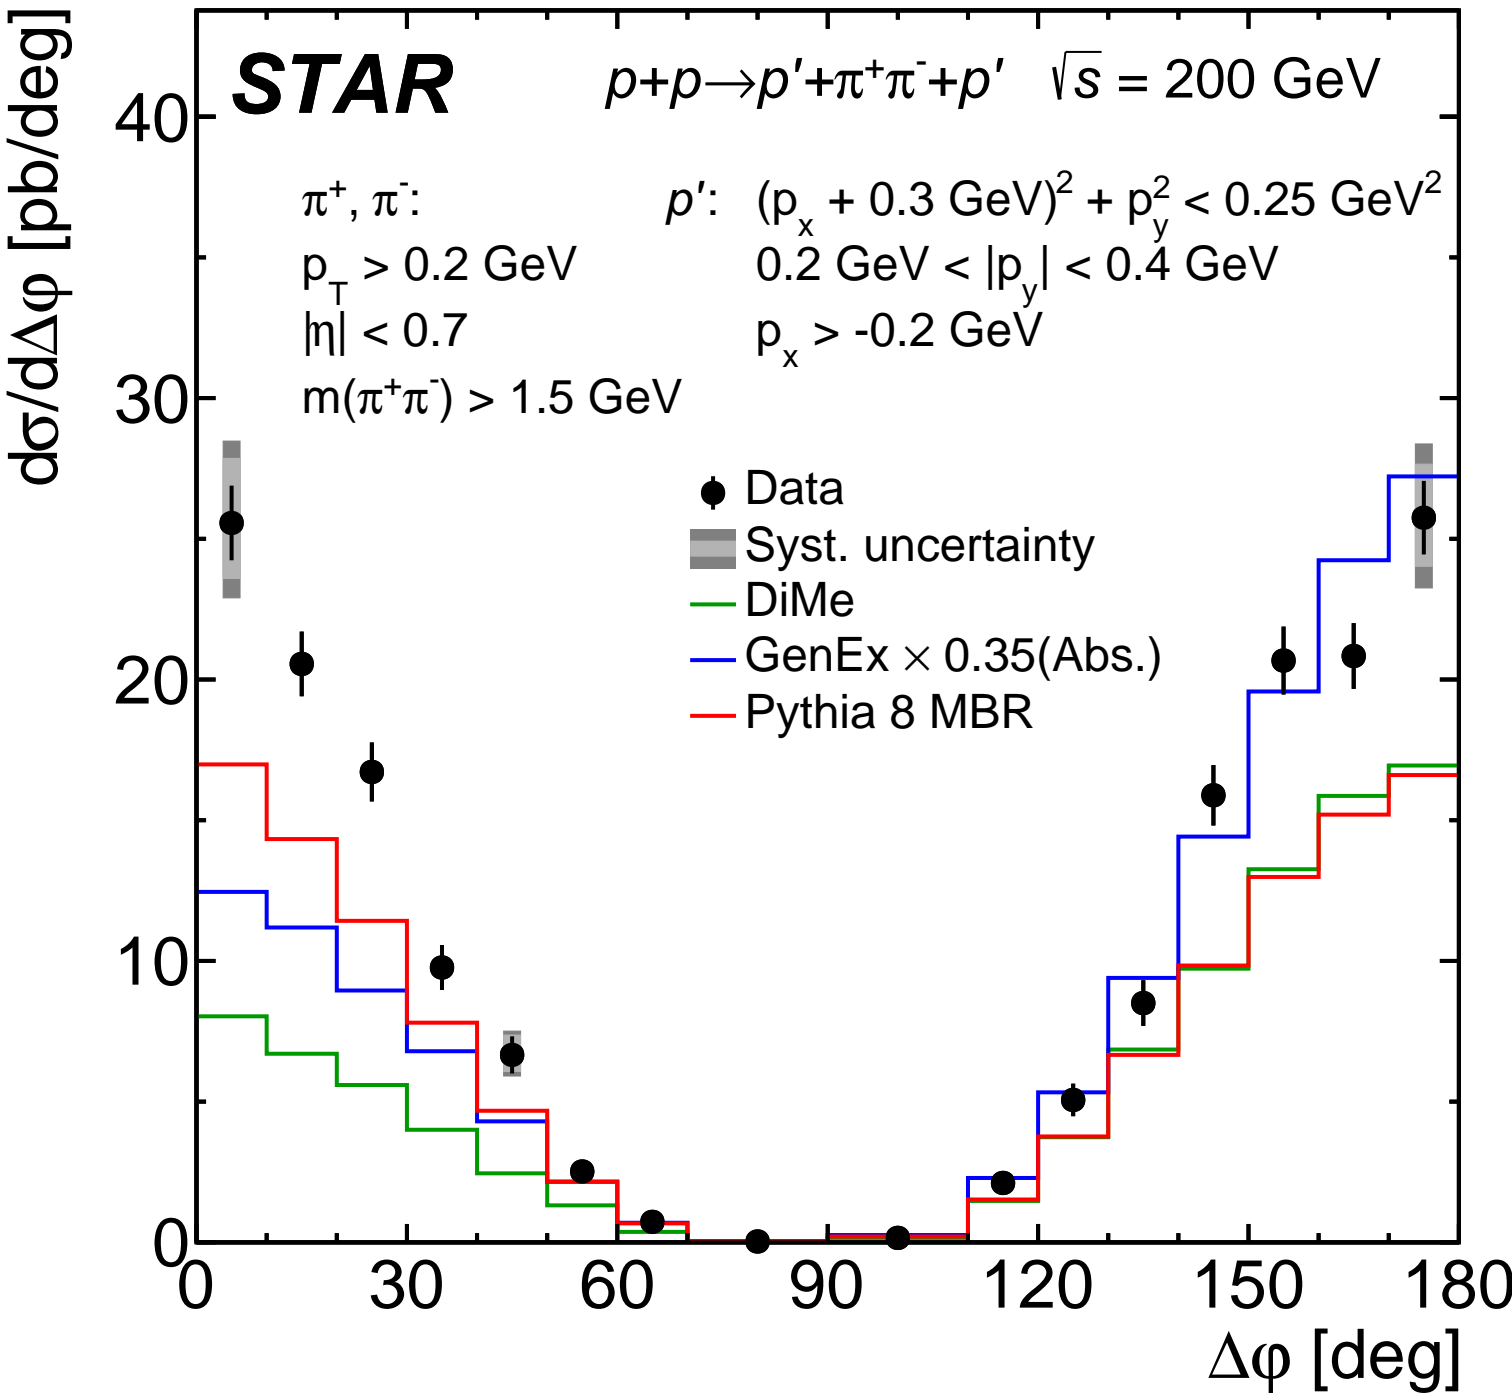 dσ/dΔφ [pb/deg]
STAR p+p→p′+π⁺π⁻+p′ √s = 200 GeV
π⁺, π⁻: p′: (pₓ + 0.3 GeV)² + p_y² < 0.25 GeV²
p_T > 0.2 GeV 0.2 GeV < |p_y| < 0.4 GeV
|η| < 0.7 pₓ > -0.2 GeV
m(π⁺π⁻) > 1.5 GeV
Data
Syst. uncertainty
DiMe
GenEx × 0.35(Abs.)
Pythia 8 MBR
40
30
20
10
0
0 30 60 90 120 150 180
Δφ [deg]